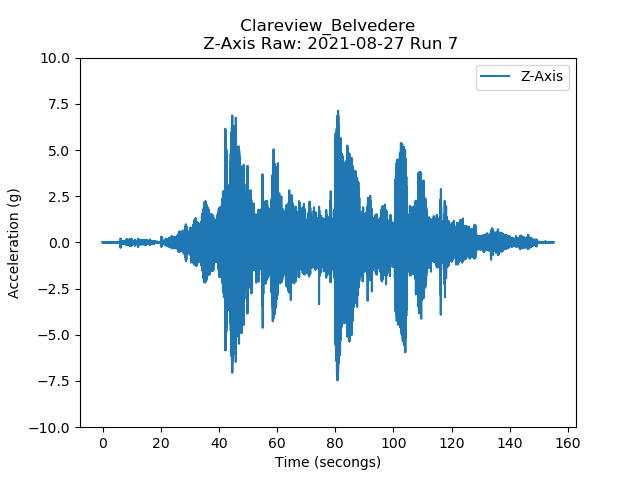 Clareview_Belvedere
Z-Axis Raw: 2021-08-27 Run 7
10.0
7.5
5.0
2.5
0.0
−2.5
−5.0
−7.5
−10.0
Acceleration (g)
Z-Axis
0 20 40 60 80 100 120 140 160
Time (secongs)